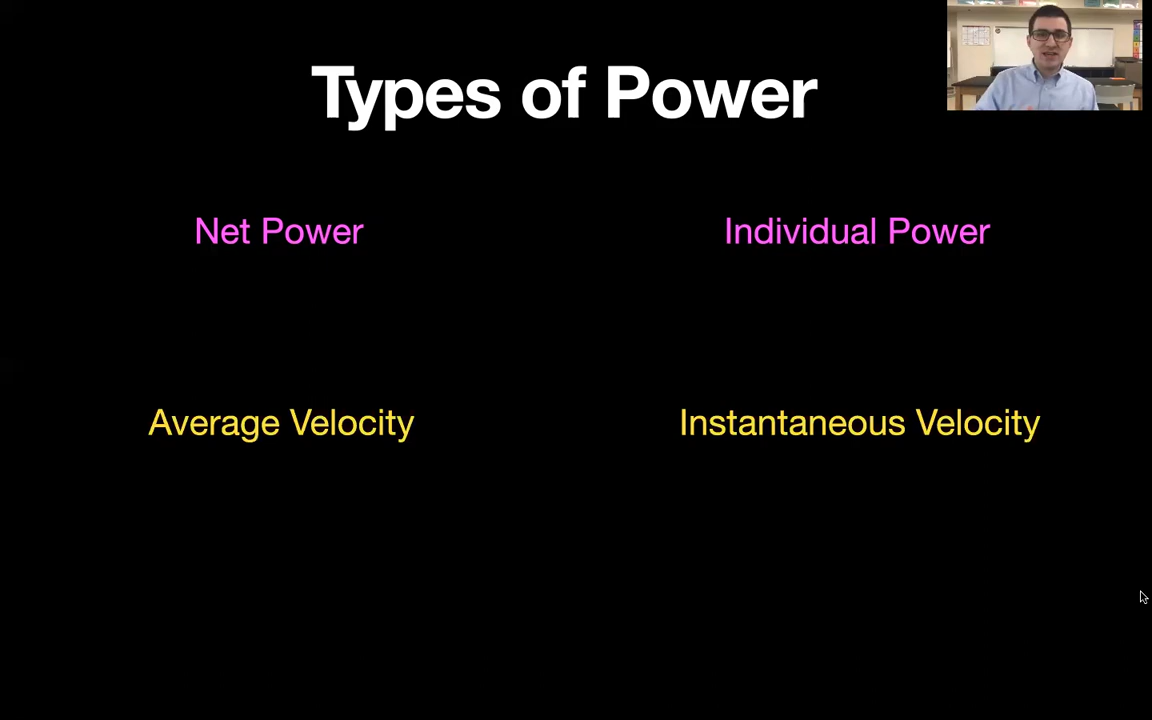 Types of Power
Net Power
Individual Power
Average Velocity
Instantaneous Velocity